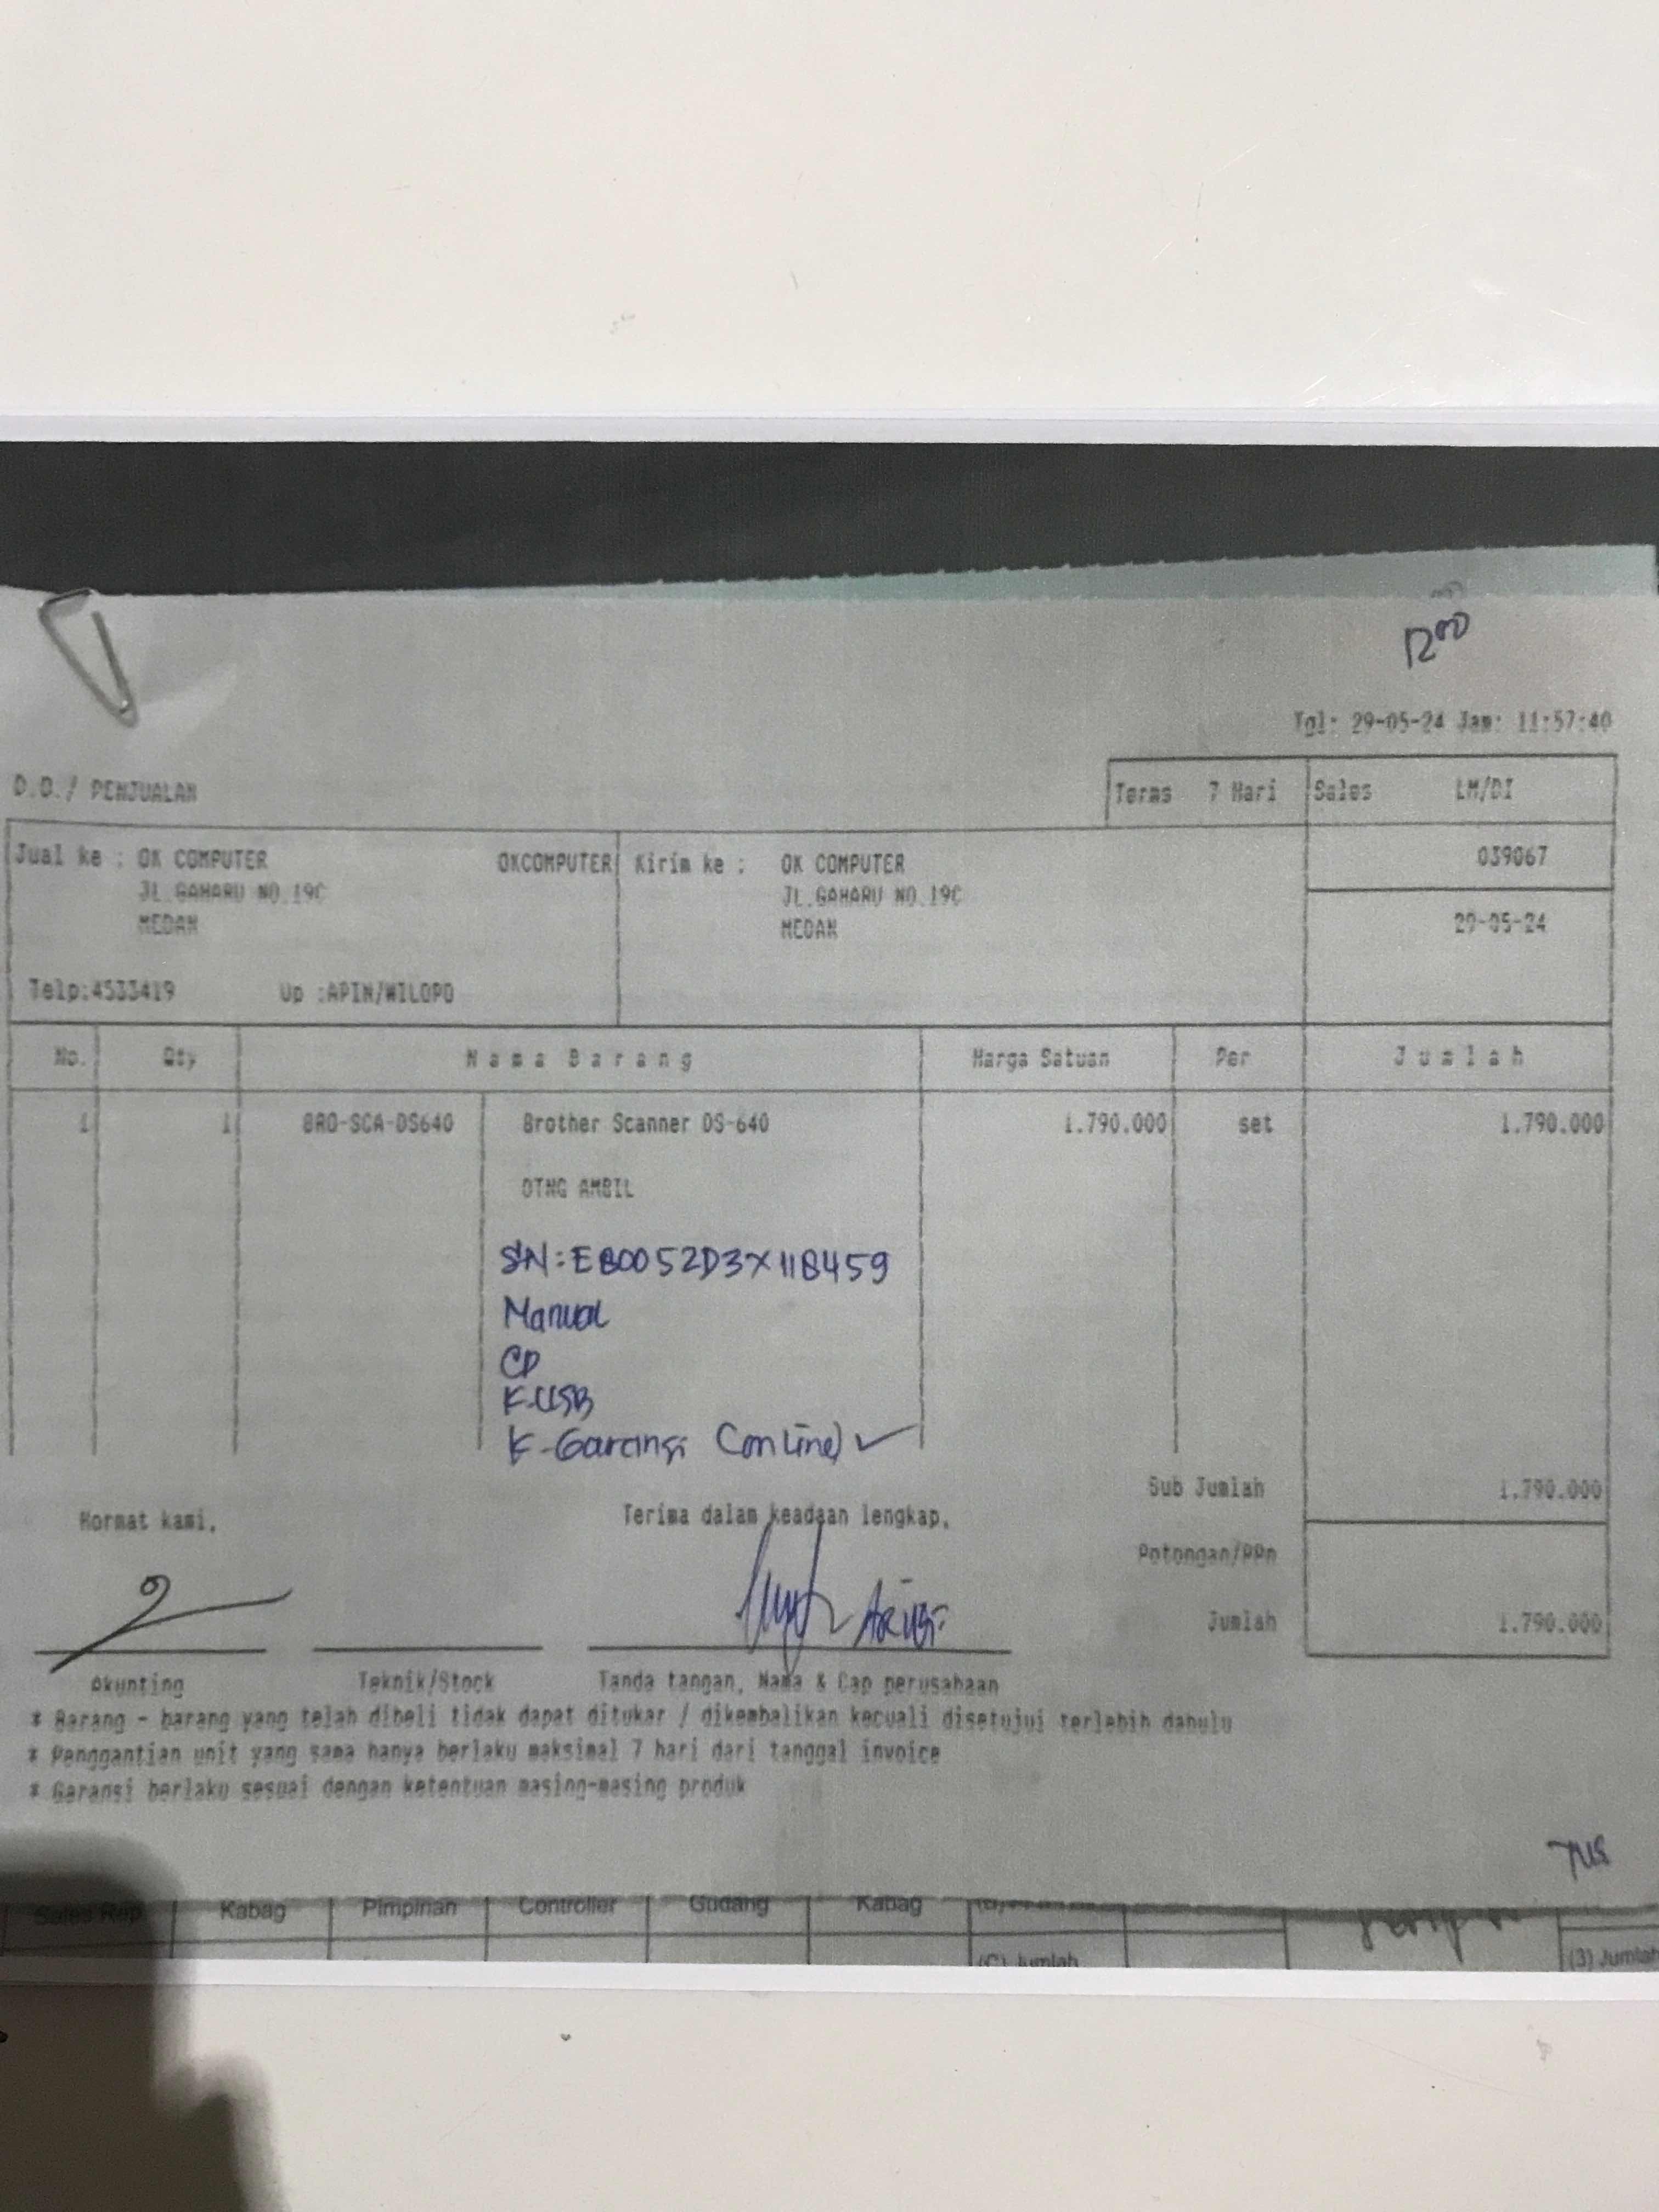 1200
Tgl: 29-05-24 Jam: 11:57:40
D.O./ PENJUALAN
Terms 7 Hari Sales LM/DI
Jual ke : OK COMPUTER OKCOMPUTER Kirim ke : OK COMPUTER 039067
JL.GAHARU NO.19C JL.GAHARU NO.19C
MEDAN MEDAN 29-05-24
Telp:4533419 Up :APIN/WILOPO
No. Qty Nama Barang Harga Satuan Per Jumlah
1 1 BRO-SCA-DS640 Brother Scanner DS-640 1.790.000 set 1.790.000
DTNG AMBIL
SN: E80052D3X118459
Manual
CD
K-USB
K-Garansi (online) ✓
Sub Jumlah 1.790.000
Hormat kami, Terima dalam keadaan lengkap,
Potongan/PPn
Jumlah 1.790.000
Akunting Teknik/Stock Tanda tangan, Nama & Cap perusahaan
* Barang - barang yang telah dibeli tidak dapat ditukar / dikembalikan kecuali disetujui terlebih dahulu
* Penggantian unit yang sama hanya berlaku maksimal 7 hari dari tanggal invoice
* Garansi berlaku sesuai dengan ketentuan masing-masing produk
Sales Rep Kabag Pimpinan Controller Gudang Kabag
(C) Jumlah (3) Jumlah